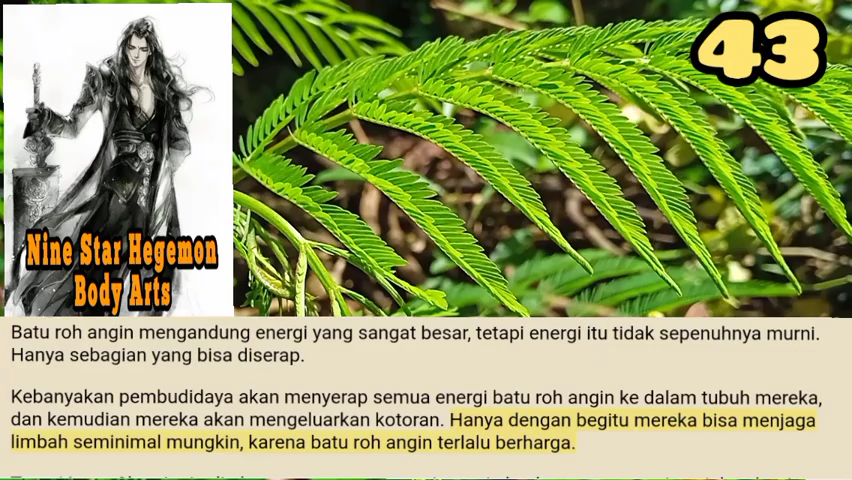 43
Nine Star Hegemon
Body Arts
Batu roh angin mengandung energi yang sangat besar, tetapi energi itu tidak sepenuhnya murni.
Hanya sebagian yang bisa diserap.
Kebanyakan pembudidaya akan menyerap semua energi batu roh angin ke dalam tubuh mereka,
dan kemudian mereka akan mengeluarkan kotoran. Hanya dengan begitu mereka bisa menjaga
limbah seminimal mungkin, karena batu roh angin terlalu berharga.